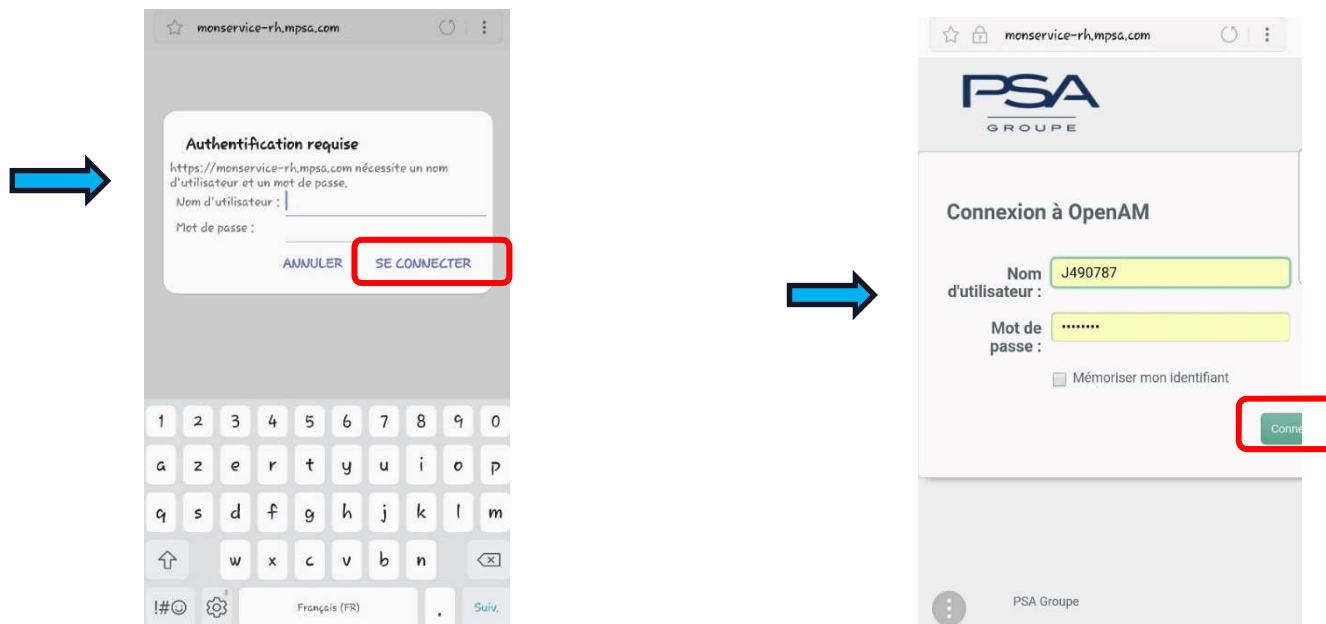 monservice-rh.mpsa.com
Authentification requise
https://monservice-rh.mpsa.com nécessite un nom
d'utilisateur et un mot de passe.
Nom d'utilisateur :
Mot de passe :
ANNULER SE CONNECTER
1 2 3 4 5 6 7 8 9 0
a z e r t y u i o p
q s d f g h j k l m
w x c v b n
!#☺ Français (FR) . Suiv.
monservice-rh.mpsa.com
PSA
GROUPE
Connexion à OpenAM
Nom
d'utilisateur :
J490787
Mot de
passe :
••••••••
Mémoriser mon identifiant
Conne
PSA Groupe